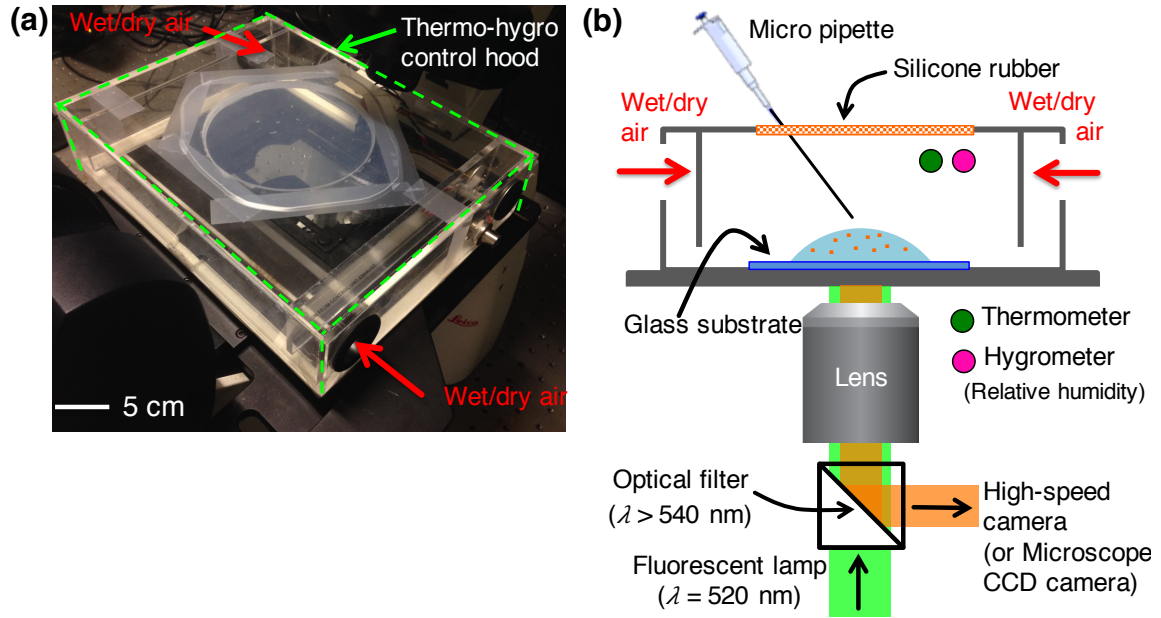 (a)
Wet/dry air
Thermo-hygro
control hood
Leica
Wet/dry air
5 cm
(b)
Micro pipette
Silicone rubber
Wet/dry
air
Wet/dry
air
Glass substrate
Thermometer
Hygrometer
(Relative humidity)
Lens
Optical filter
(λ > 540 nm)
High-speed
camera
(or Microscope
CCD camera)
Fluorescent lamp
(λ = 520 nm)